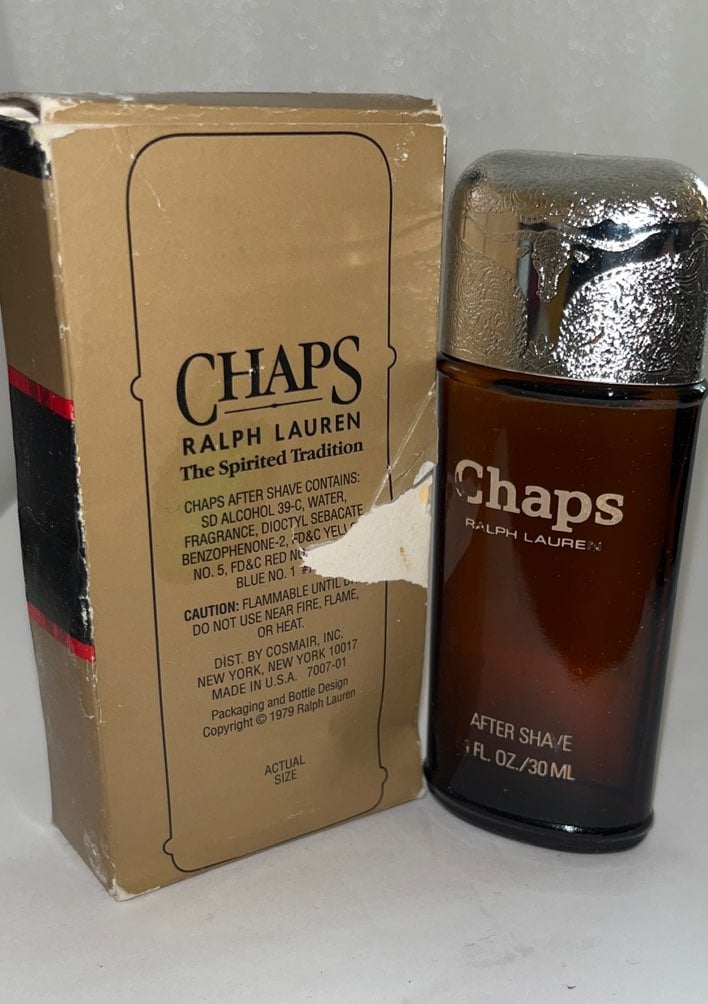 CHAPS
RALPH LAUREN
The Spirited Tradition
CHAPS AFTER SHAVE CONTAINS:
SD ALCOHOL 39-C, WATER,
FRAGRANCE, DIOCTYL SEBACATE
BENZOPHENONE-2, FD&C
NO. 5, FD&C RED
BLUE NO. 1
CAUTION: FLAMMABLE UNTIL
DO NOT USE NEAR FIRE, FLAME,
OR HEAT.
DIST. BY COSMAIR, INC.
NEW YORK, NEW YORK 10017
MADE IN U.S.A. 7007-01
Packaging and Bottle Design
Copyright © 1979 Ralph Lauren
ACTUAL
SIZE
Chaps
RALPH LAUREN
AFTER SHAVE
1 FL. OZ./30 ML